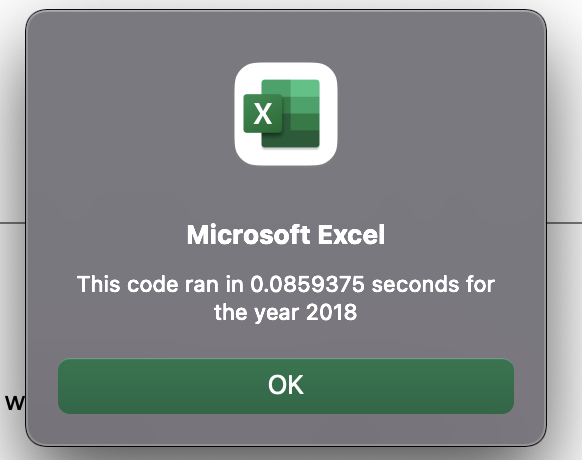 X
Microsoft Excel
This code ran in 0.0859375 seconds for
the year 2018
w
OK